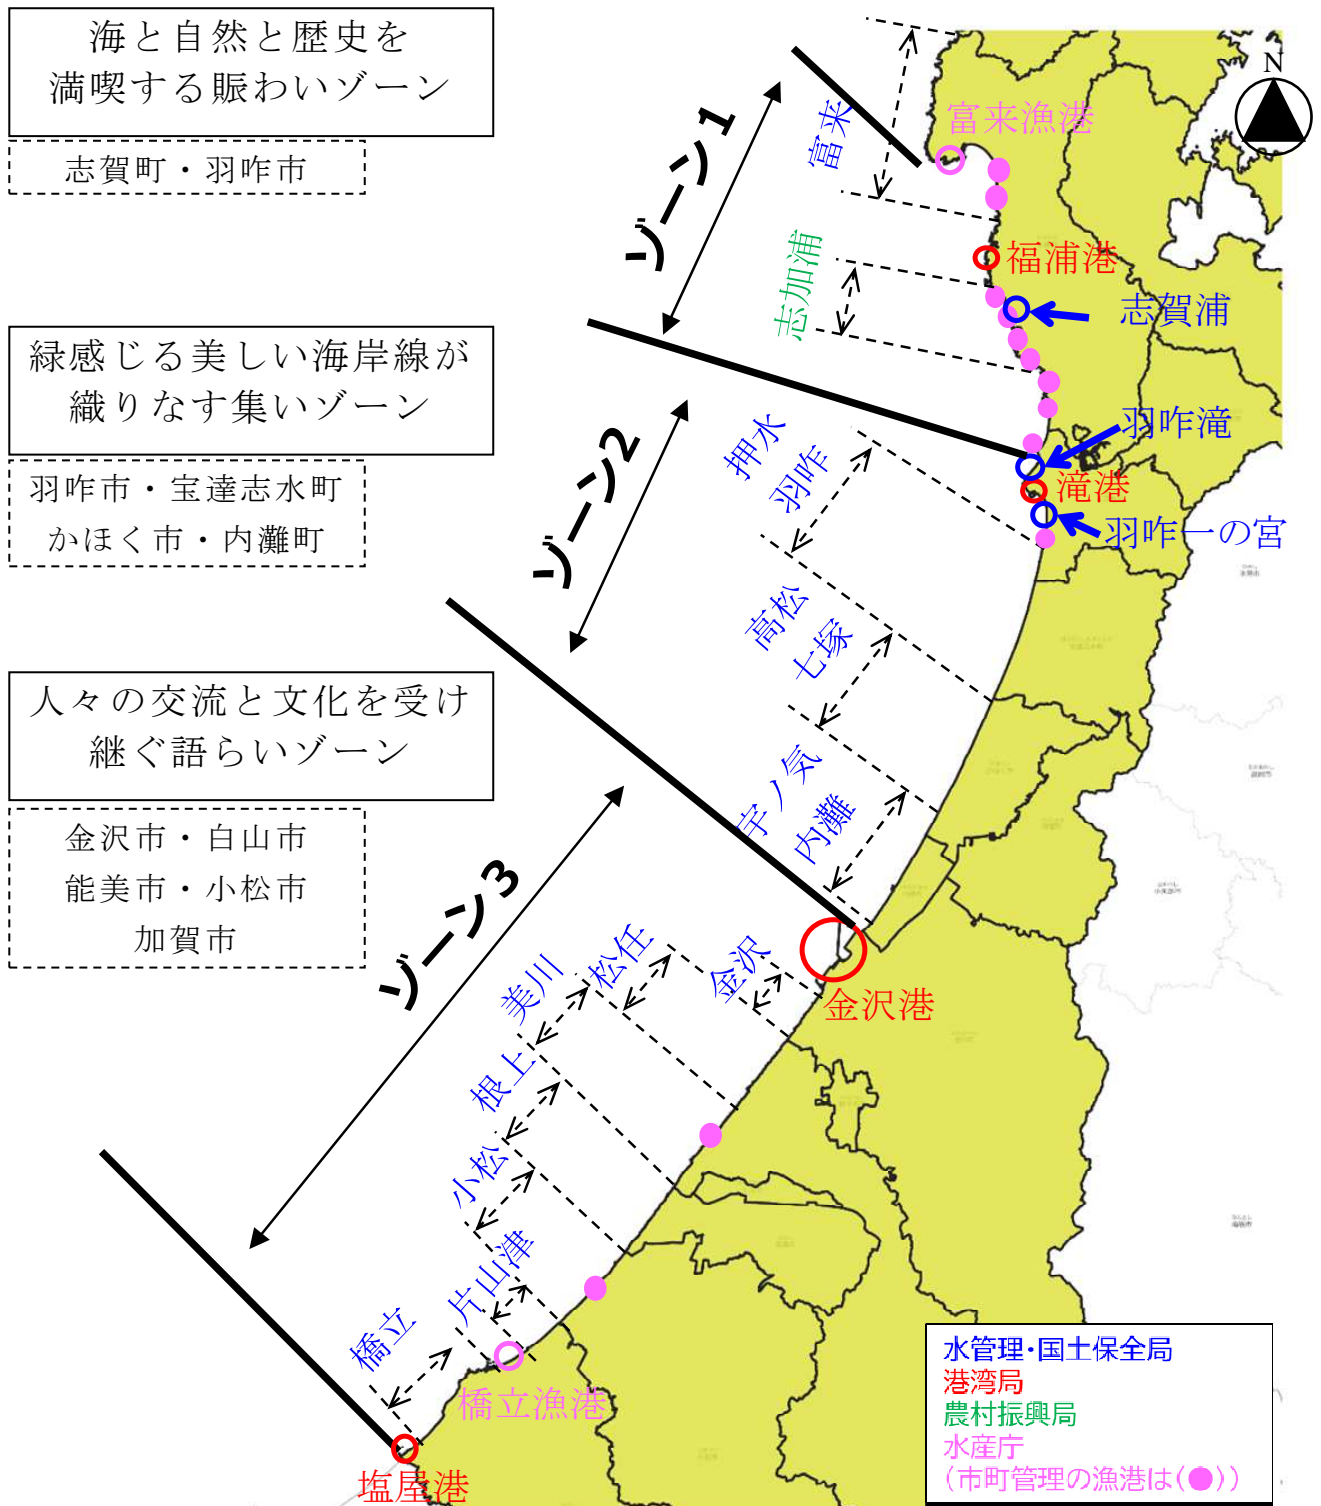 海と自然と歴史を
満喫する賑わいゾーン
志賀町・羽咋市
緑感じる美しい海岸線が
織りなす集いゾーン
羽咋市・宝達志水町
かほく市・内灘町
人々の交流と文化を受け
継ぐ語らいゾーン
金沢市・白山市
能美市・小松市
加賀市
ゾーン1
ゾーン2
ゾーン3
N
富来
富来漁港
福浦港
志加浦
志賀浦
羽咋滝
滝港
羽咋一の宮
押水
羽咋
高松
七塚
宇ノ気
内灘
金沢
金沢港
松任
美川
根上
小松
片山津
橋立
橋立漁港
塩屋港
水管理・国土保全局
港湾局
農村振興局
水産庁
(市町管理の漁港は(●))